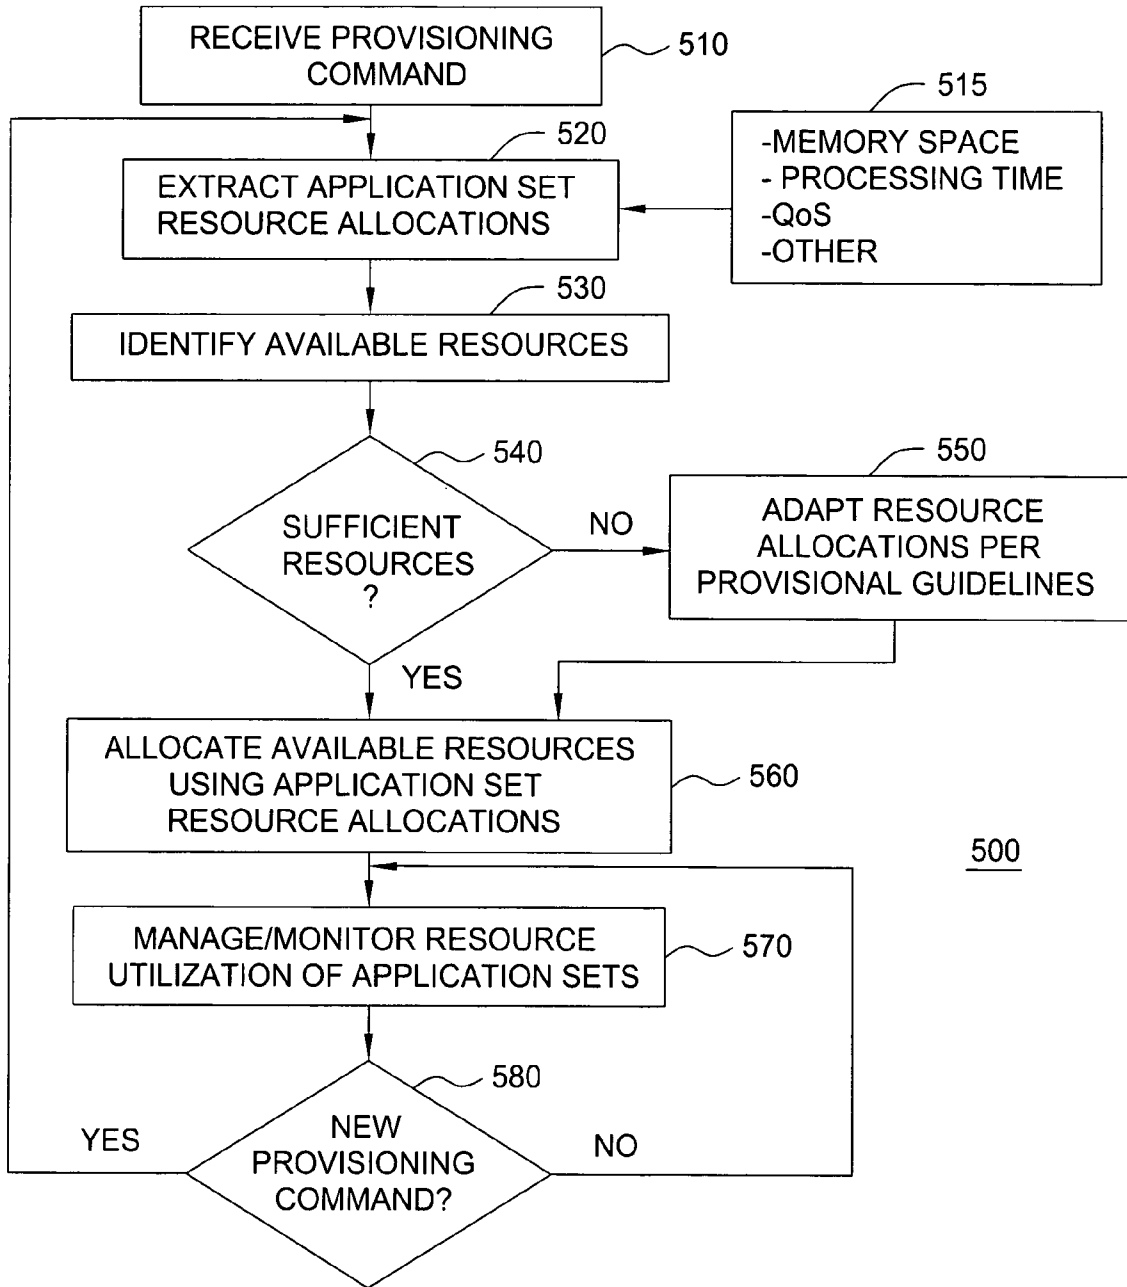 RECEIVE PROVISIONING
COMMAND
510
515
-MEMORY SPACE
- PROCESSING TIME
-QoS
-OTHER
520
EXTRACT APPLICATION SET
RESOURCE ALLOCATIONS
530
IDENTIFY AVAILABLE RESOURCES
540
SUFFICIENT
RESOURCES
?
NO
550
ADAPT RESOURCE
ALLOCATIONS PER
PROVISIONAL GUIDELINES
YES
ALLOCATE AVAILABLE RESOURCES
USING APPLICATION SET
RESOURCE ALLOCATIONS
560
500
MANAGE/MONITOR RESOURCE
UTILIZATION OF APPLICATION SETS
570
580
YES
NEW
PROVISIONING
COMMAND?
NO